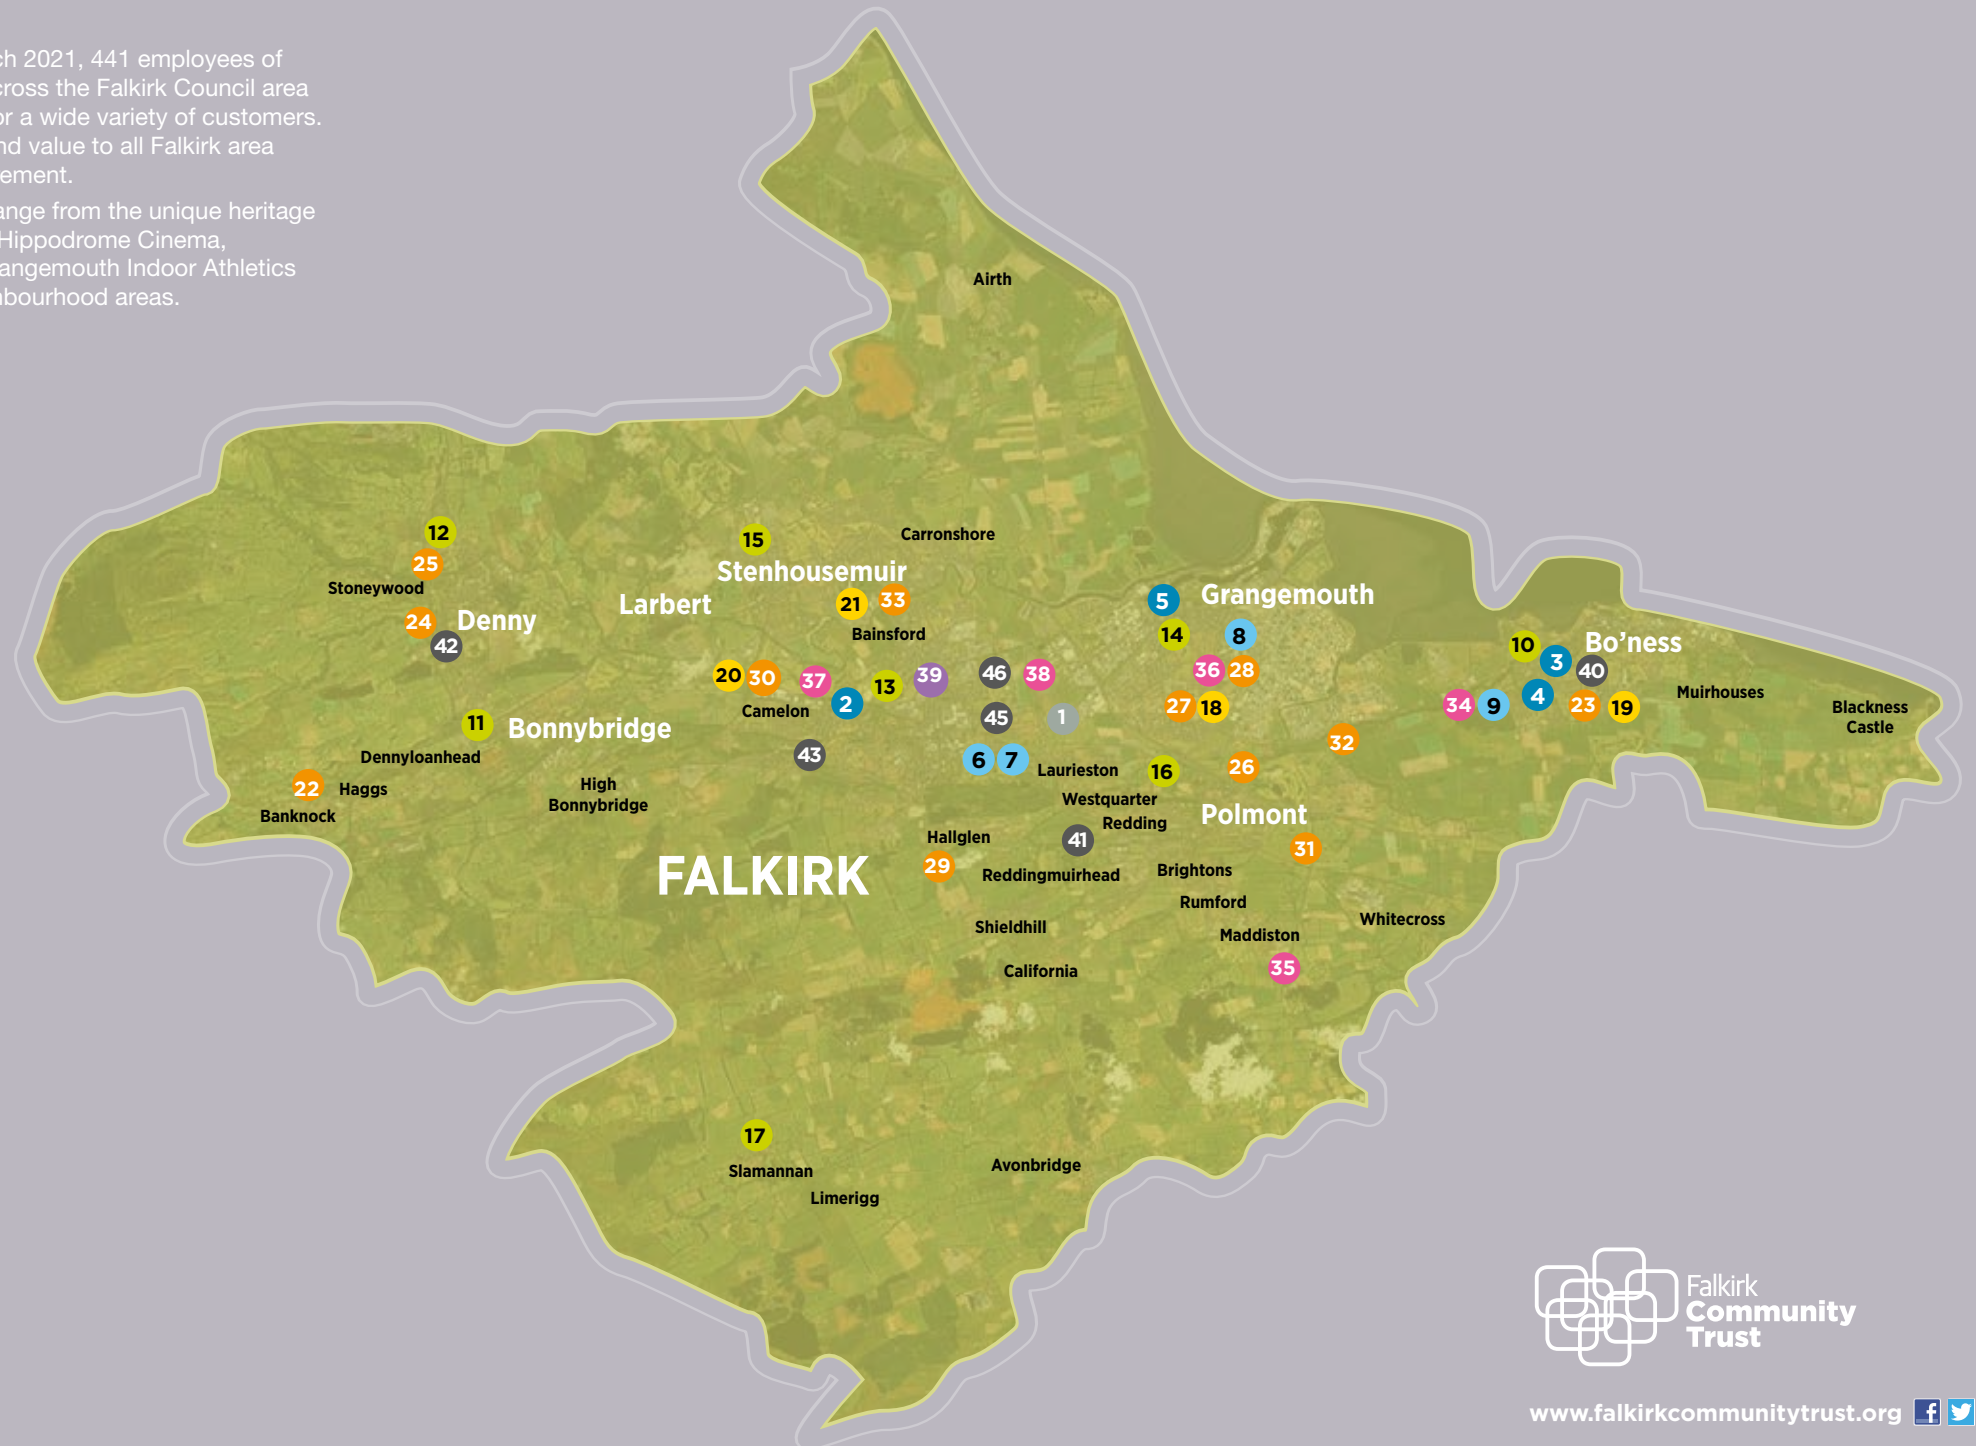 ch 2021, 441 employees of
cross the Falkirk Council area
or a wide variety of customers.
nd value to all Falkirk area
ement.
ange from the unique heritage
Hippodrome Cinema,
angemouth Indoor Athletics
bourhood areas.
Airth
12
15
Carronshore
25
Stenhousemuir
Stoneywood
5
Grangemouth
Larbert
21
33
24
Denny
Bainsford
14
8
42
10
Bo’ness
3
40
20
30
37
13
39
46
38
36
28
Muirhouses
Camelon
2
45
1
27
18
34
9
4
23
19
Blackness
Castle
11
Bonnybridge
43
32
Dennyloanhead
6
7
Laurieston
16
26
22
Haggs
High
Bonnybridge
Westquarter
Banknock
Redding
Polmont
Hallglen
41
31
FALKIRK
29
Reddingmuirhead
Brightons
Rumford
Shieldhill
Whitecross
Maddiston
California
35
17
Slamannan
Avonbridge
Limerigg
Falkirk
Community
Trust
www.falkirkcommunitytrust.org